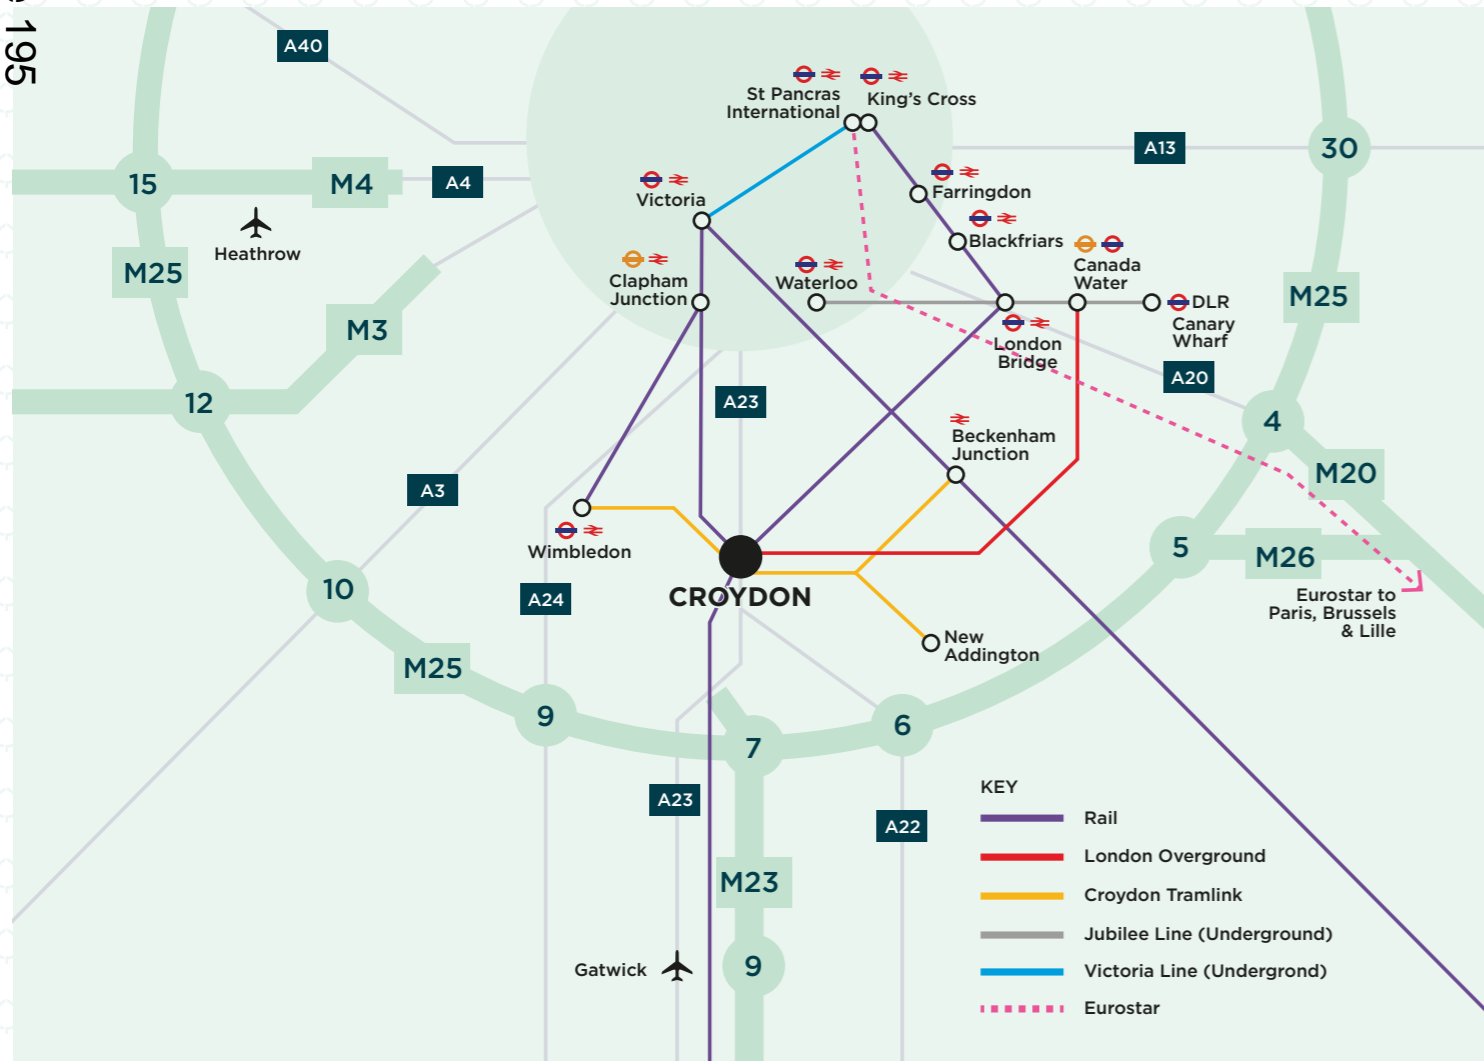 195
A40
St Pancras
International
King's Cross
A13
30
15
M4
A4
Farringdon
Victoria
Heathrow
M25
Blackfriars
Clapham
Junction
Waterloo
Canada
Water
M25
DLR
Canary
Wharf
M3
London
Bridge
A20
12
A23
4
Beckenham
Junction
M20
A3
Wimbledon
5
M26
10
A24
CROYDON
Eurostar to
Paris, Brussels
& Lille
New
Addington
M25
9
7
6
KEY
A23
A22
Rail
London Overground
M23
Croydon Tramlink
Jubilee Line (Underground)
Gatwick
9
Victoria Line (Undergrond)
Eurostar